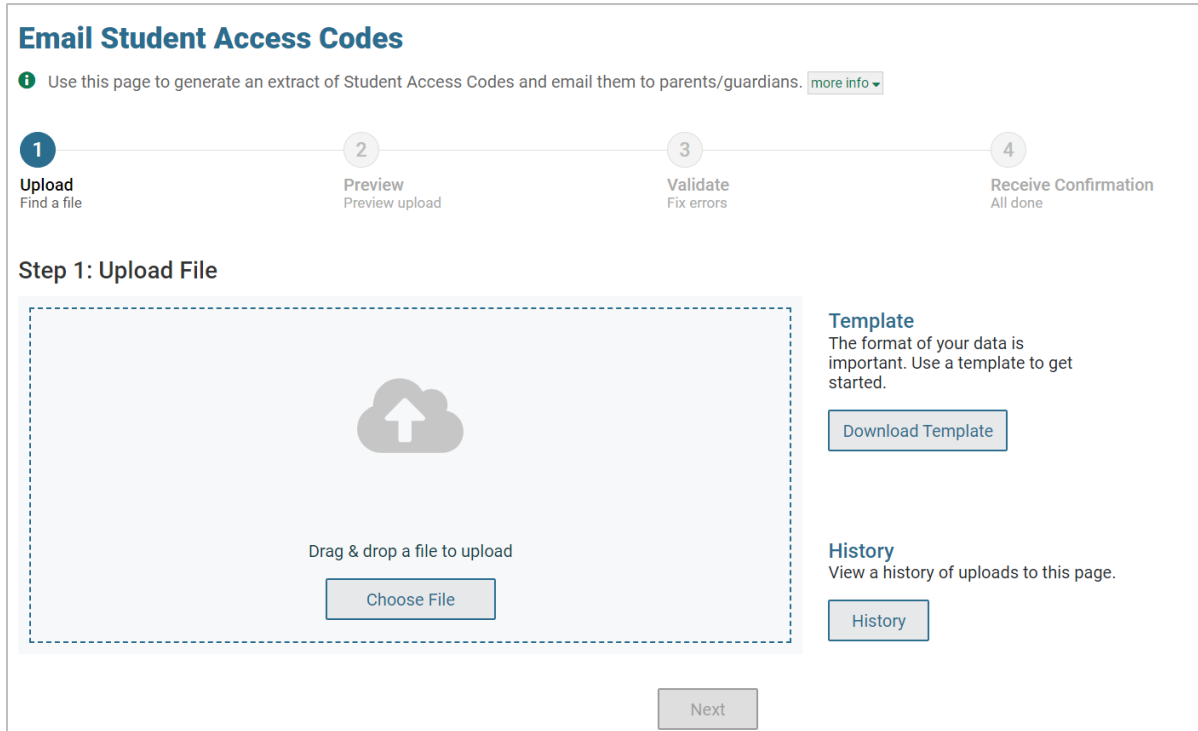 Email Student Access Codes
Use this page to generate an extract of Student Access Codes and email them to parents/guardians. more info
1
2
3
4
Upload
Preview
Validate
Receive Confirmation
Find a file
Preview upload
Fix errors
All done
Step 1: Upload File
Drag & drop a file to upload
Choose File
Template
The format of your data is
important. Use a template to get
started.
Download Template
History
View a history of uploads to this page.
History
Next